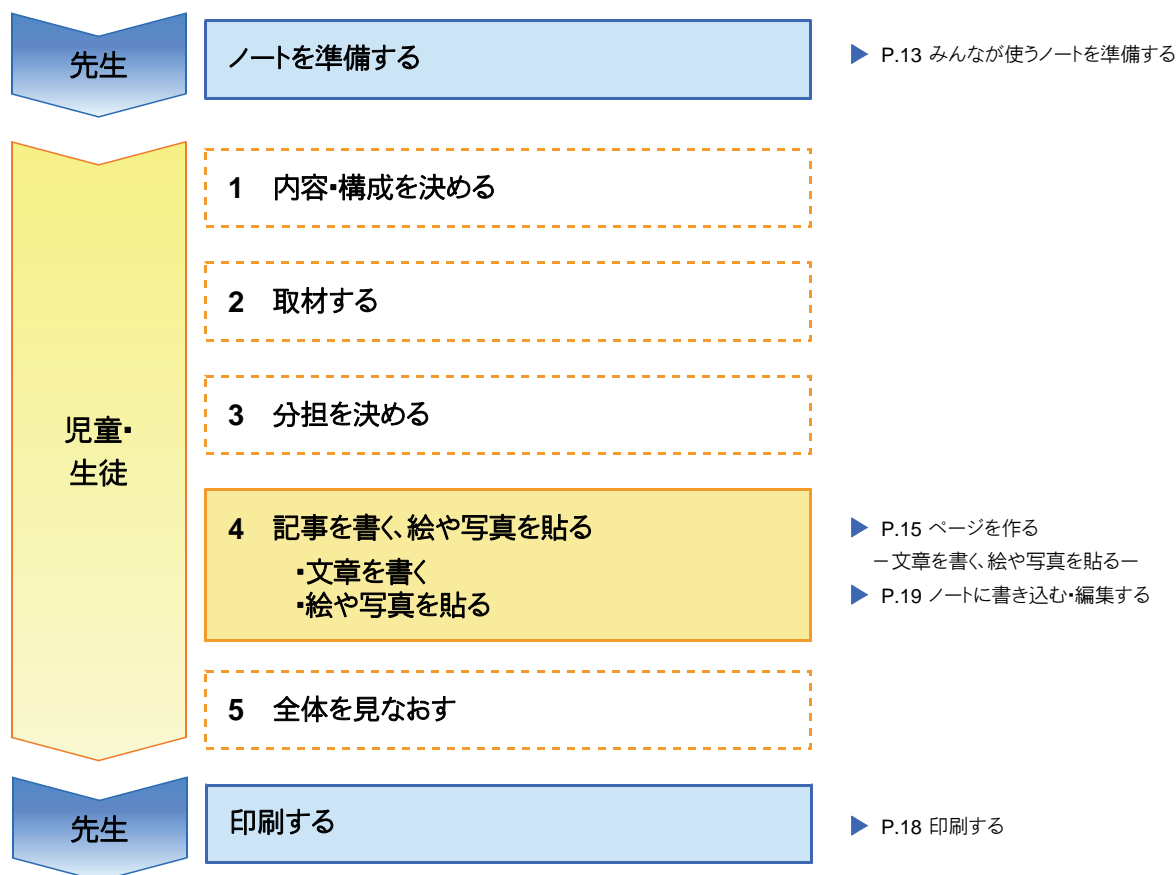 先生
ノートを準備する
▶ P.13 みんなが使うノートを準備する
児童・
生徒
1 内容・構成を決める
2 取材する
3 分担を決める
4 記事を書く、絵や写真を貼る
・文章を書く
・絵や写真を貼る
▶ P.15 ページを作る
－文章を書く、絵や写真を貼る－
▶ P.19 ノートに書き込む・編集する
5 全体を見なおす
先生
印刷する
▶ P.18 印刷する